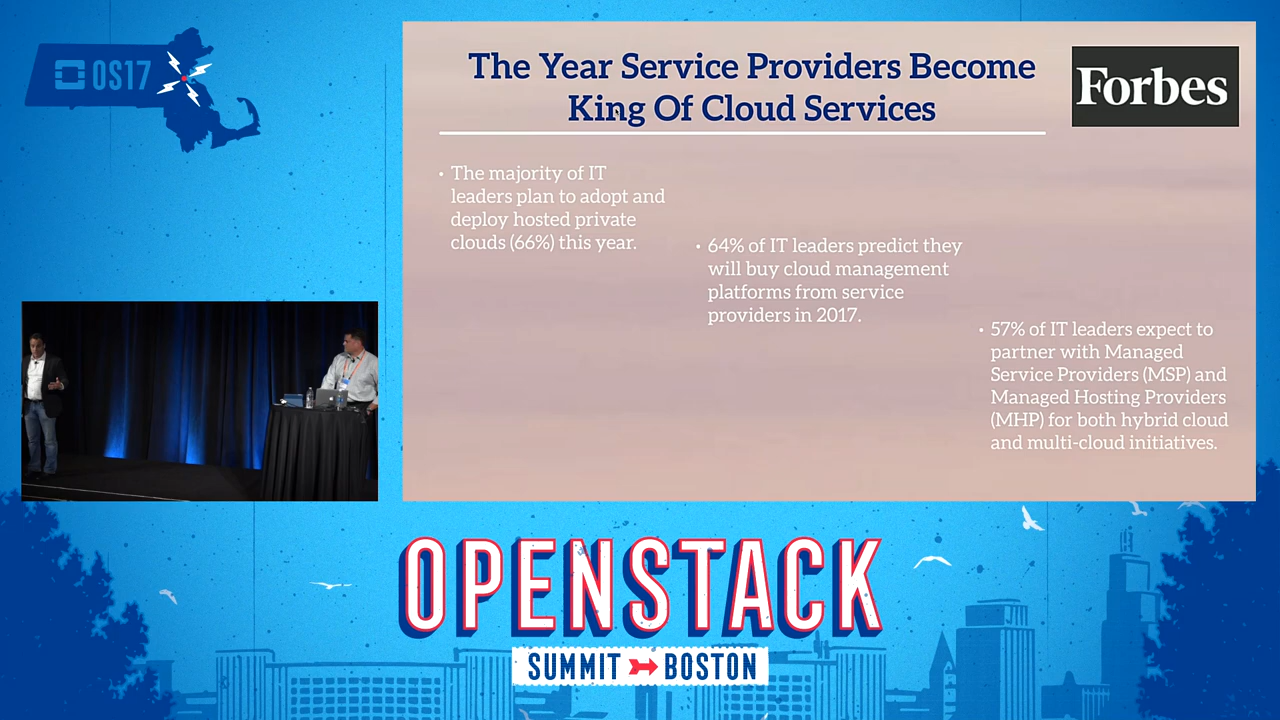 OS17
The Year Service Providers Become
King Of Cloud Services
Forbes
• The majority of IT
leaders plan to adopt and
deploy hosted private
clouds (66%) this year.
• 64% of IT leaders predict they
will buy cloud management
platforms from service
providers in 2017.
• 57% of IT leaders expect to
partner with Managed
Service Providers (MSP) and
Managed Hosting Providers
(MHP) for both hybrid cloud
and multi-cloud initiatives.
OPENSTACK
SUMMIT BOSTON